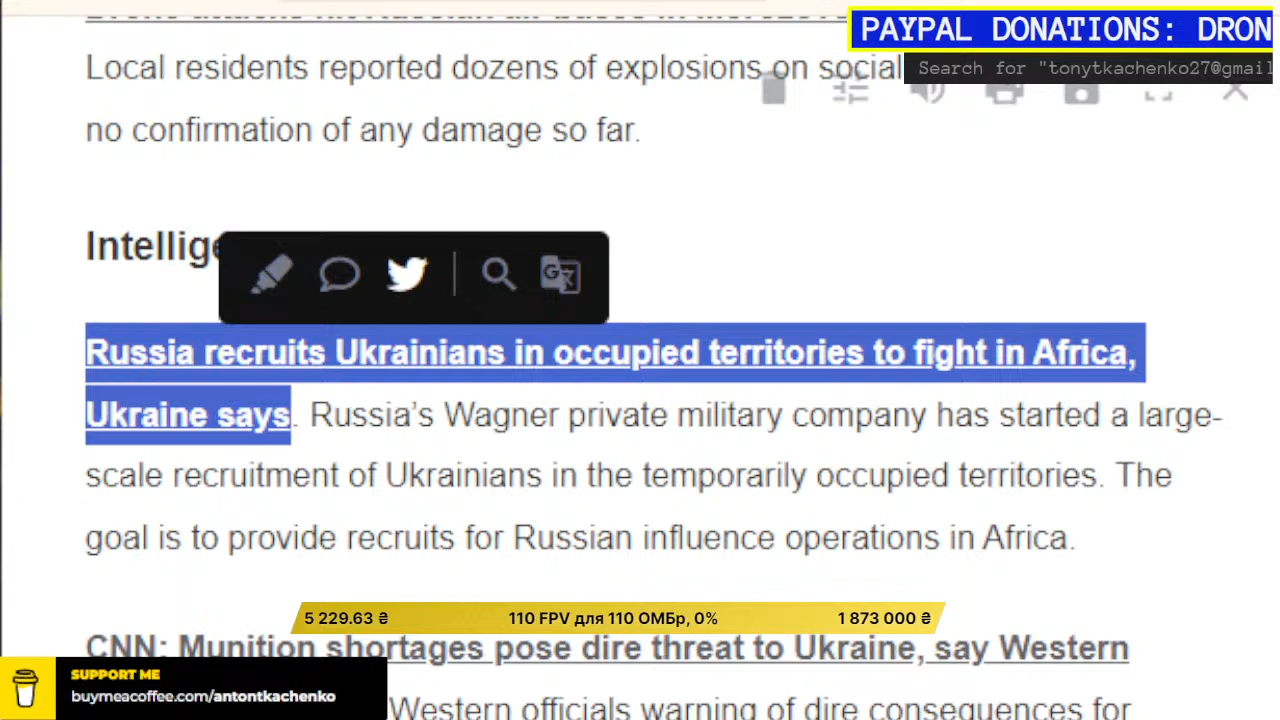 PAYPAL DONATIONS: DRON
Search for "tonytkachenko27@gmail
Local residents reported dozens of explosions on social
no confirmation of any damage so far.
Intellige
Russia recruits Ukrainians in occupied territories to fight in Africa,
Ukraine says. Russia’s Wagner private military company has started a large-
scale recruitment of Ukrainians in the temporarily occupied territories. The
goal is to provide recruits for Russian influence operations in Africa.
5 229.63 ₴ 110 FPV для 110 ОМБр, 0% 1 873 000 ₴
CNN: Munition shortages pose dire threat to Ukraine, say Western
SUPPORT ME
buymeacoffee.com/antontkachenko
Western officials warning of dire consequences for